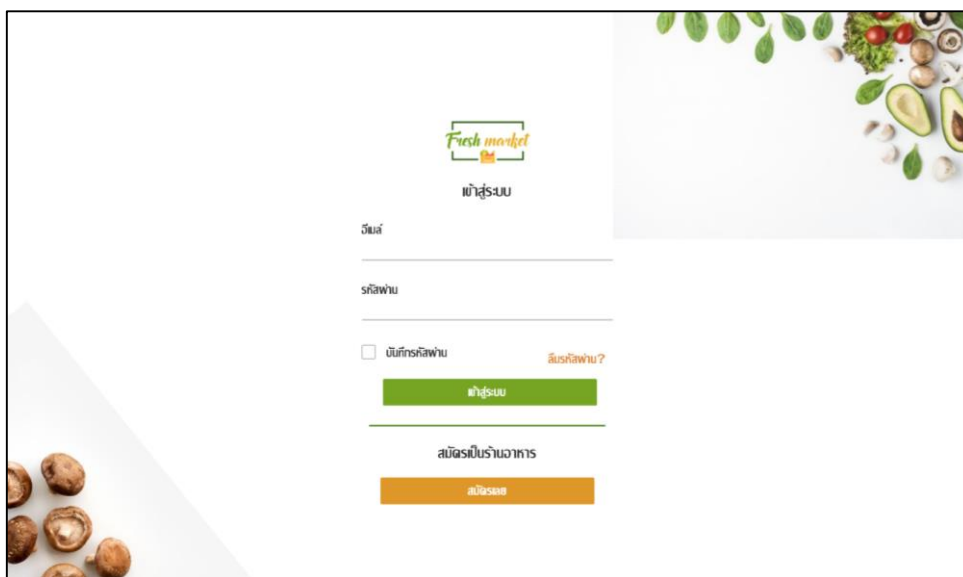 Fresh market
เข้าสู่ระบบ
อีเมล์
รหัสผ่าน
บันทึกรหัสผ่าน
ลืมรหัสผ่าน?
เข้าสู่ระบบ
สมัครเป็นร้านอาหาร
สมัครเลย